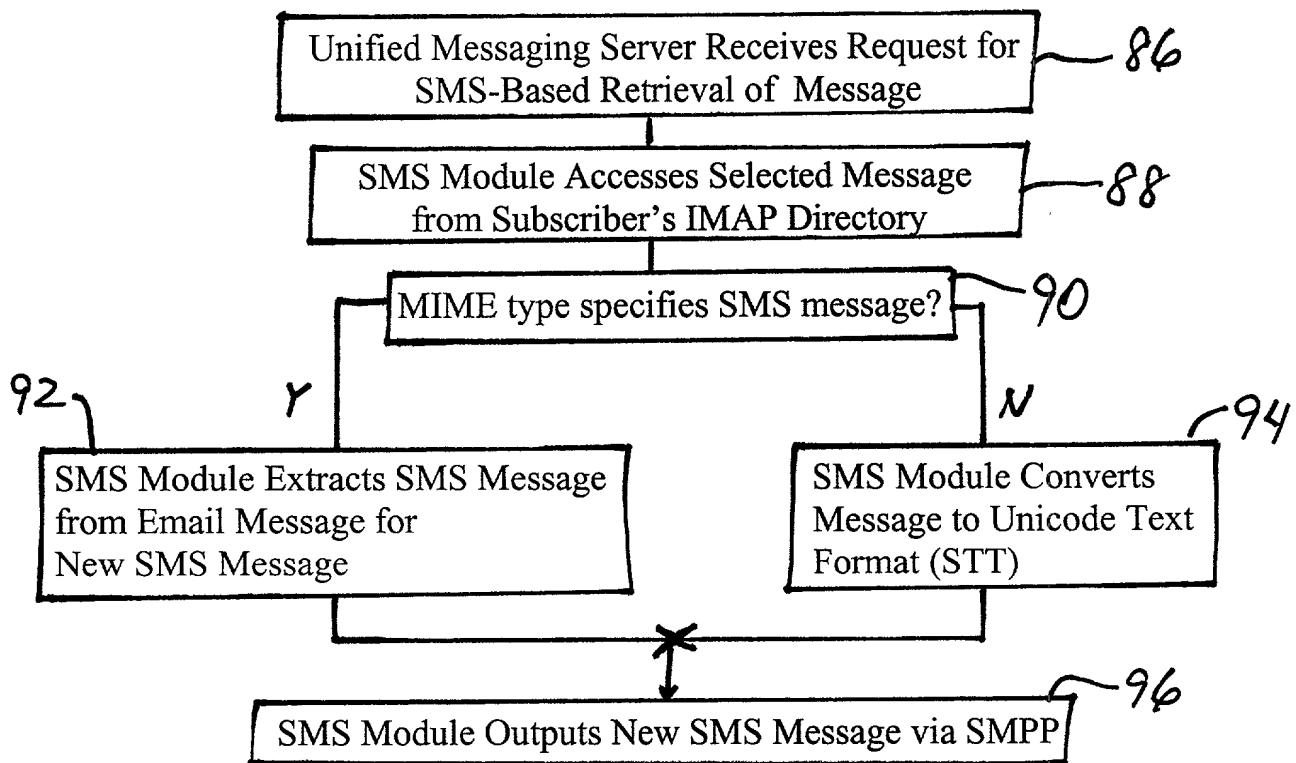 Unified Messaging Server Receives Request for
SMS-Based Retrieval of Message
86
SMS Module Accesses Selected Message
from Subscriber's IMAP Directory
88
MIME type specifies SMS message?
90
92
Y
N
94
SMS Module Extracts SMS Message
from Email Message for
New SMS Message
SMS Module Converts
Message to Unicode Text
Format (STT)
96
SMS Module Outputs New SMS Message via SMPP